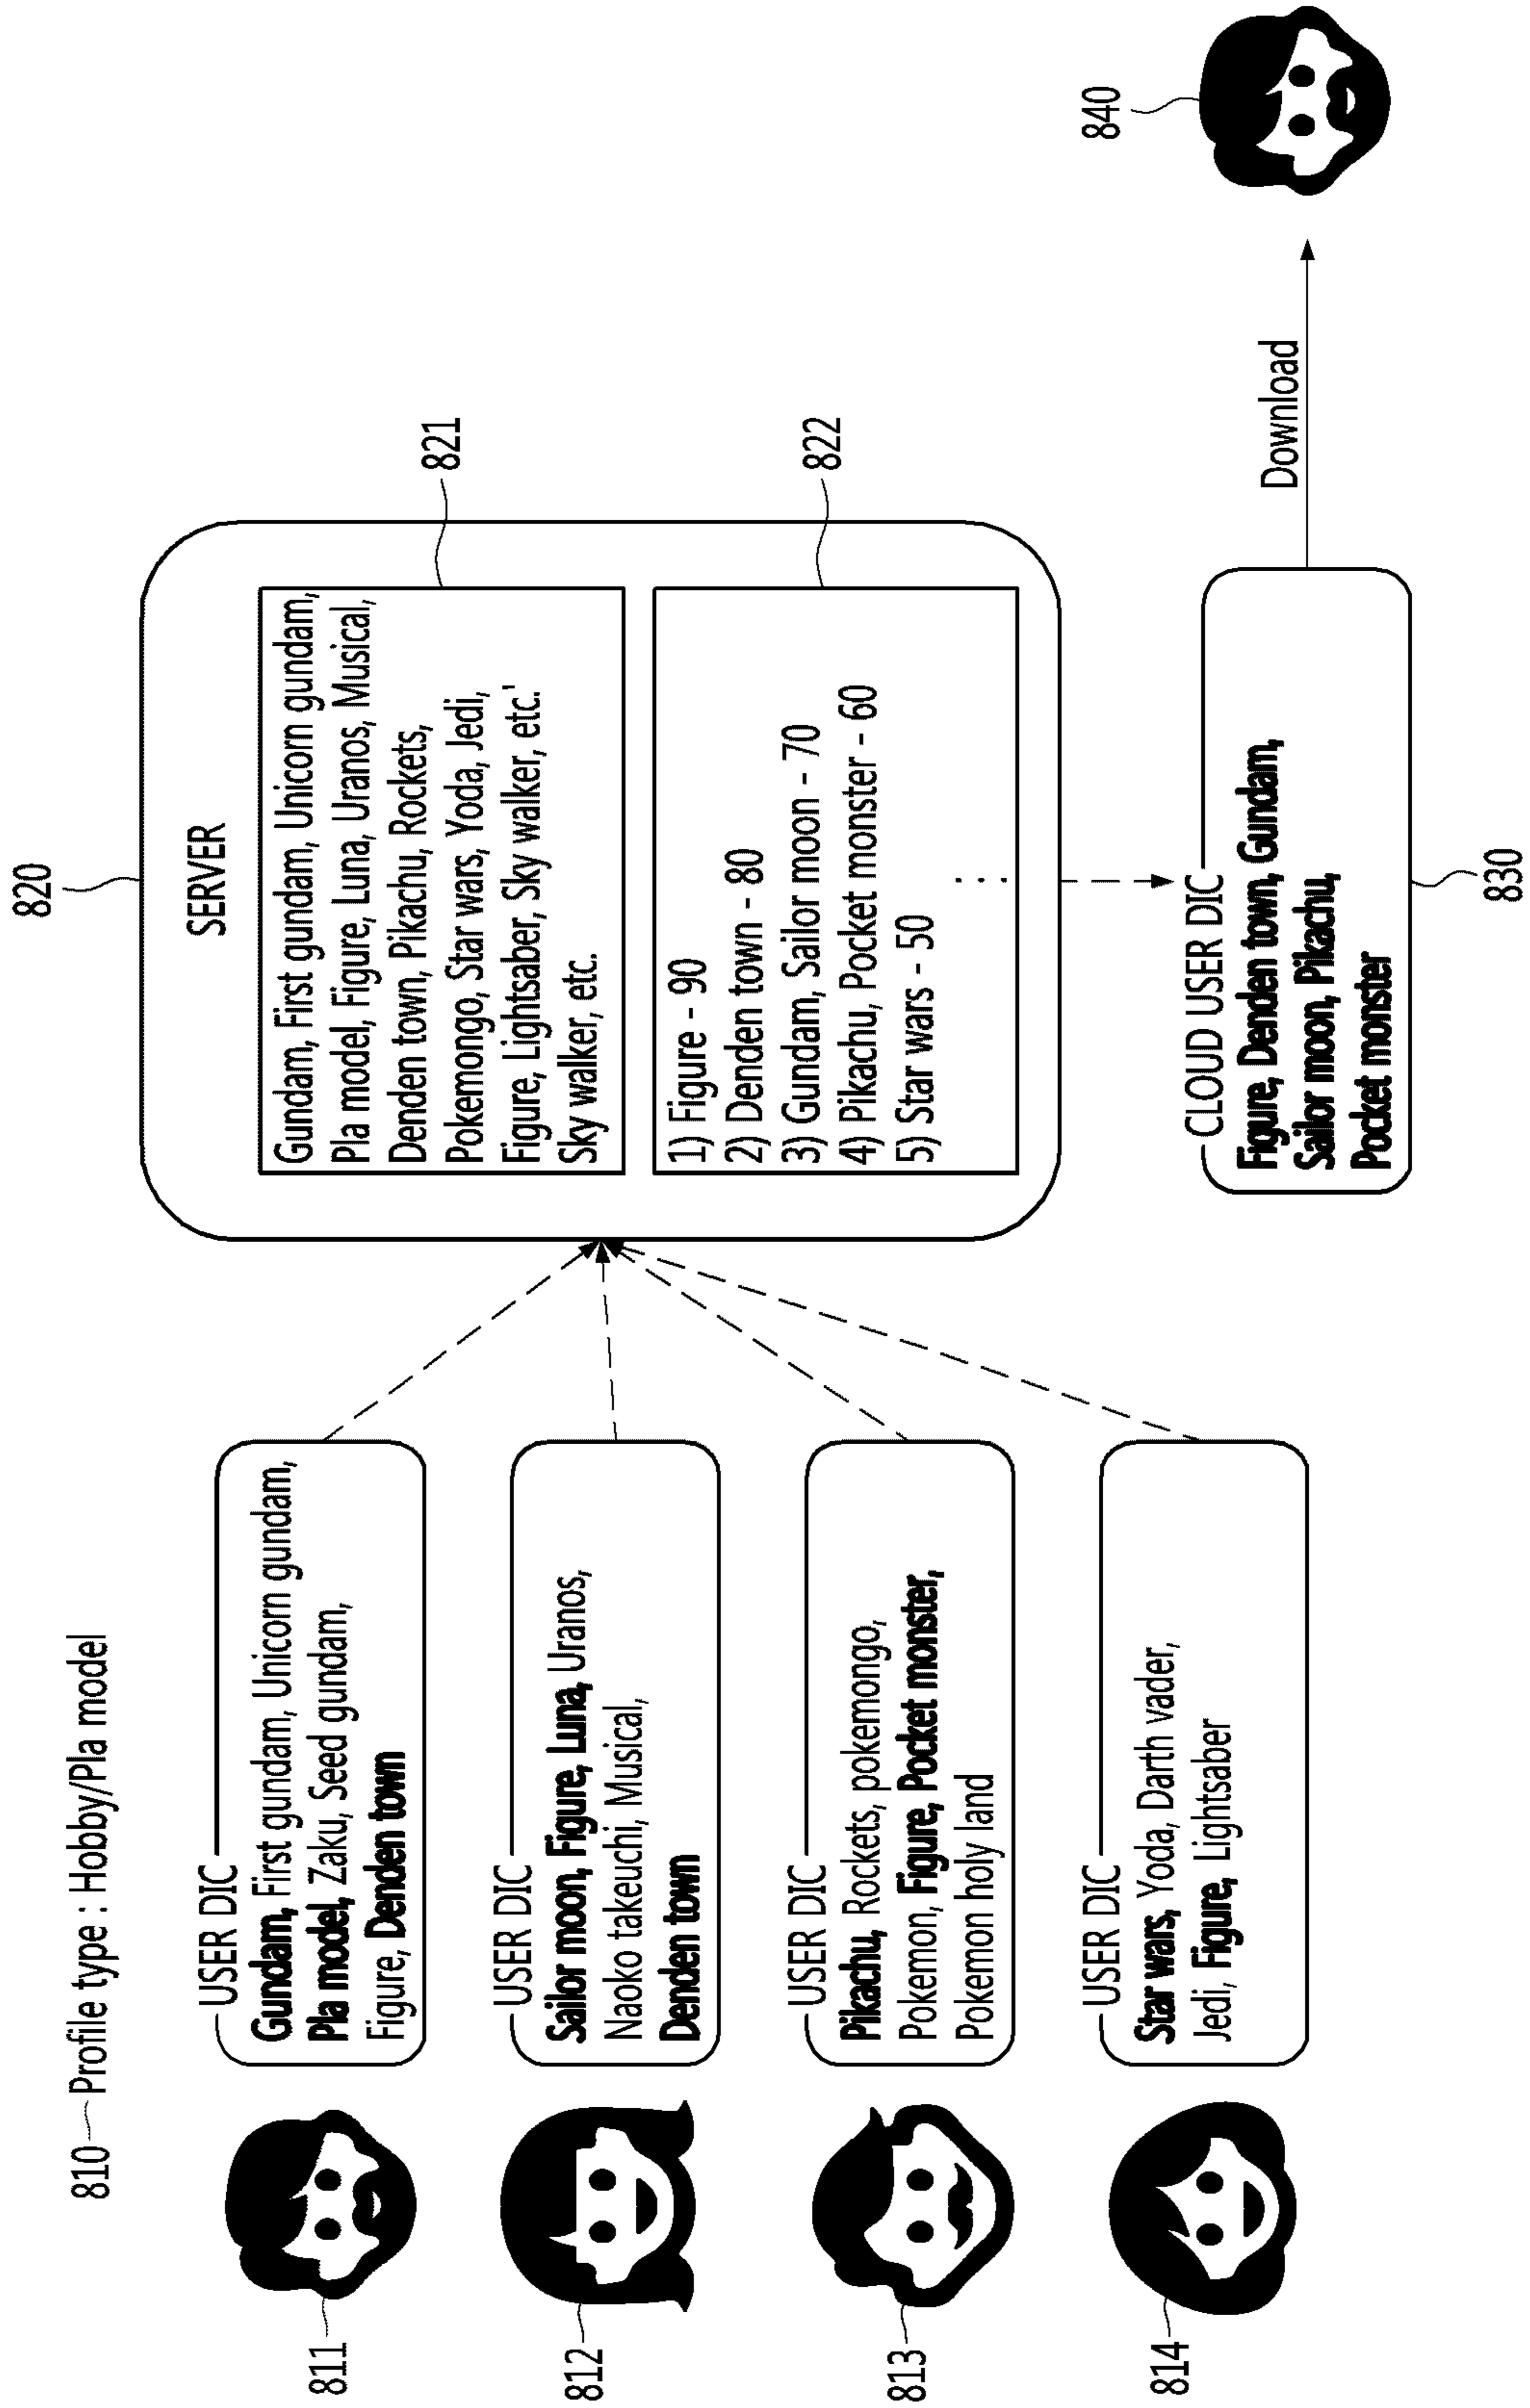 810 Profile type : Hobby/Pla model
811
USER DIC
Gundam, First gundam, Unicorn gundam,
Pla model, Zaku, Seed gundam,
Figure, Denden town
812
USER DIC
Sailor moon, Figure, Luna, Uranos,
Naoko takeuchi, Musical,
Denden town
813
USER DIC
Pikachu, Rockets, pokemongo,
Pokemon, Figure, Pocket monster,
Pokemon holy land
814
USER DIC
Star wars, Yoda, Darth vader,
Jedi, Figure, Lightsaber
820
SERVER
Gundam, First gundam, Unicorn gundam,
Pla model, Figure, Luna, Uranos, Musical,
Denden town, Pikachu, Rockets,
Pokemongo, Star wars, Yoda, Jedi,
Figure, Lightsaber, Sky walker, etc.'
Sky walker, etc.
821
1) Figure - 90
2) Denden town - 80
3) Gundam, Sailor moon - 70
4) Pikachu, Pocket monster - 60
5) Star wars - 50
⋮
822
CLOUD USER DIC
Figure, Denden town, Gundam,
Sailor moon, Pikachu,
Pocket monster
830
Download
840